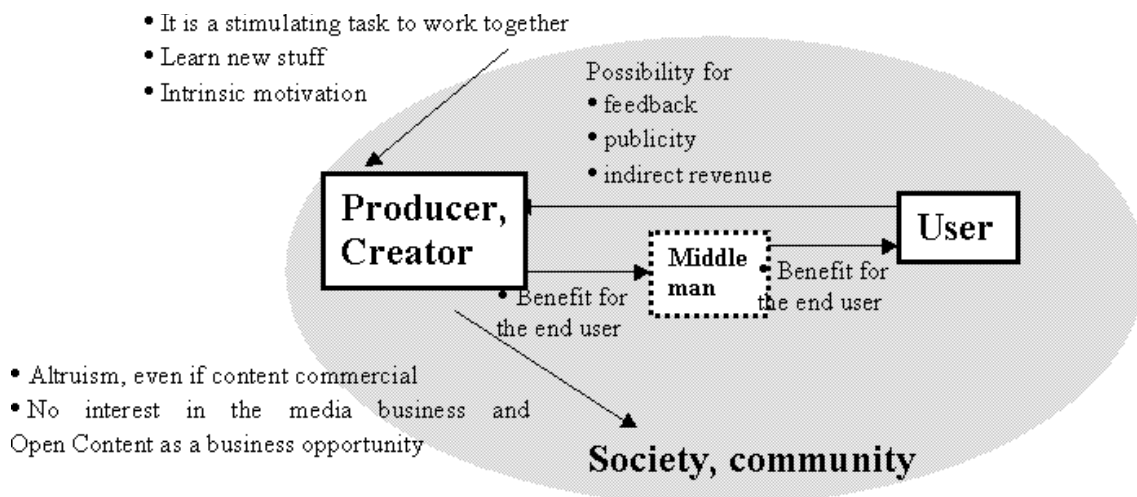 • It is a stimulating task to work together
• Learn new stuff
• Intrinsic motivation
Possibility for
• feedback
• publicity
• indirect revenue
Producer,
Creator
User
Middle
man
• Benefit for
the end user
• Benefit for
the end user
• Altruism, even if content commercial
• No interest in the media business and
Open Content as a business opportunity
Society, community